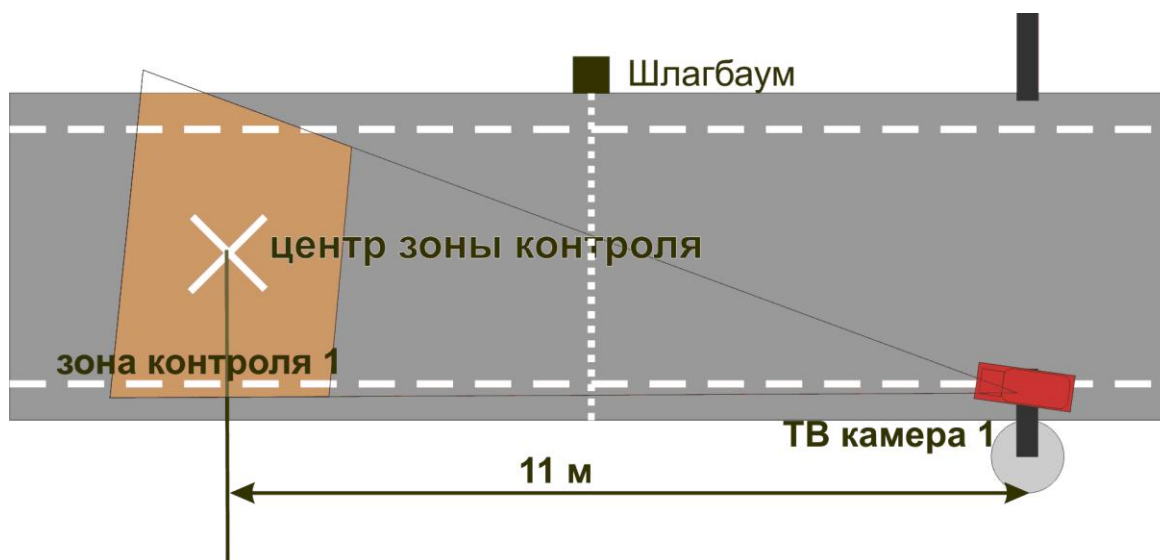 Шлагбаум
центр зоны контроля
зона контроля 1
ТВ камера 1
11 м